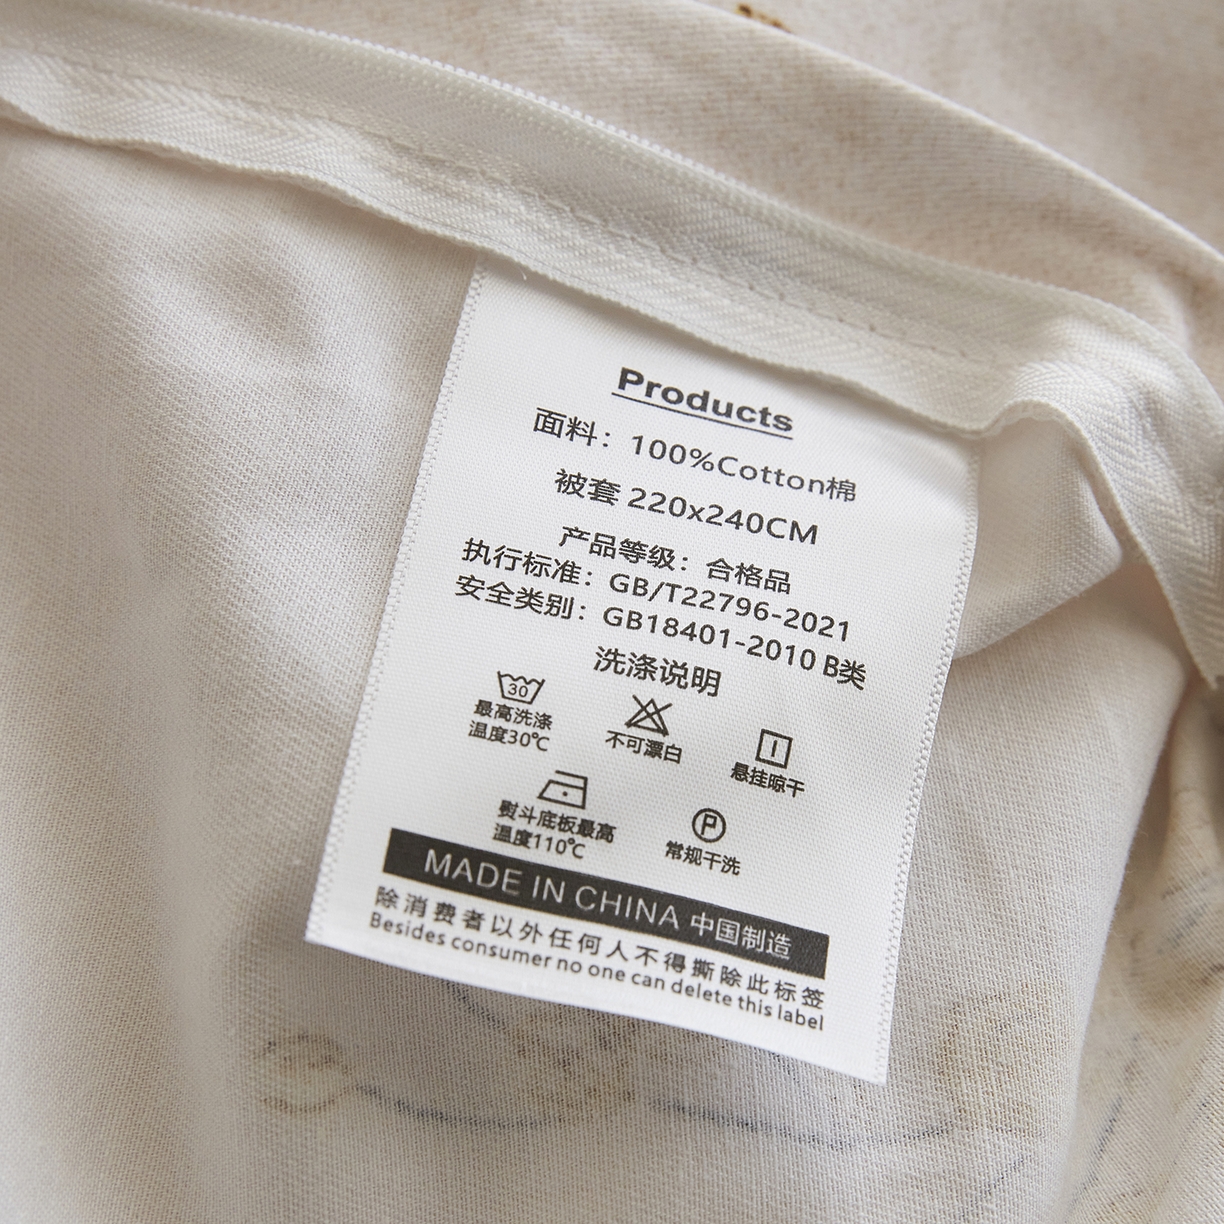 Products
面料：100%Cotton棉
被套 220x240CM
产品等级：合格品
执行标准：GB/T22796-2021
安全类别：GB18401-2010 B类
洗涤说明
30
最高洗涤
温度30℃
不可漂白
悬挂晾干
熨斗底板最高
温度110℃
P
常规干洗
MADE IN CHINA 中国制造
除消费者以外任何人不得撕除此标签
Besides consumer no one can delete this label